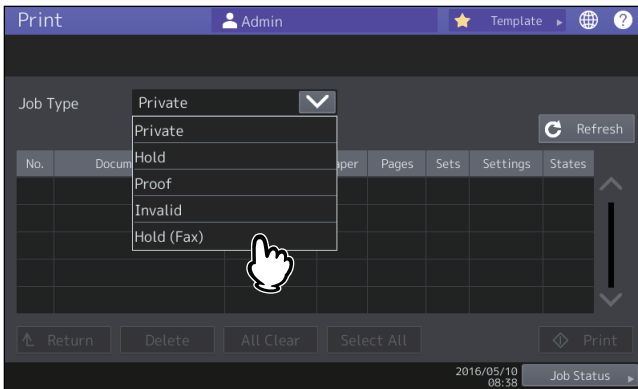 Print
Admin
Template
?
Job Type
Private
Private
Hold
Proof
Invalid
Hold (Fax)
Refresh
No. Docum aper Pages Sets Settings States
Return Delete All Clear Select All Print
2016/05/10
08:38
Job Status